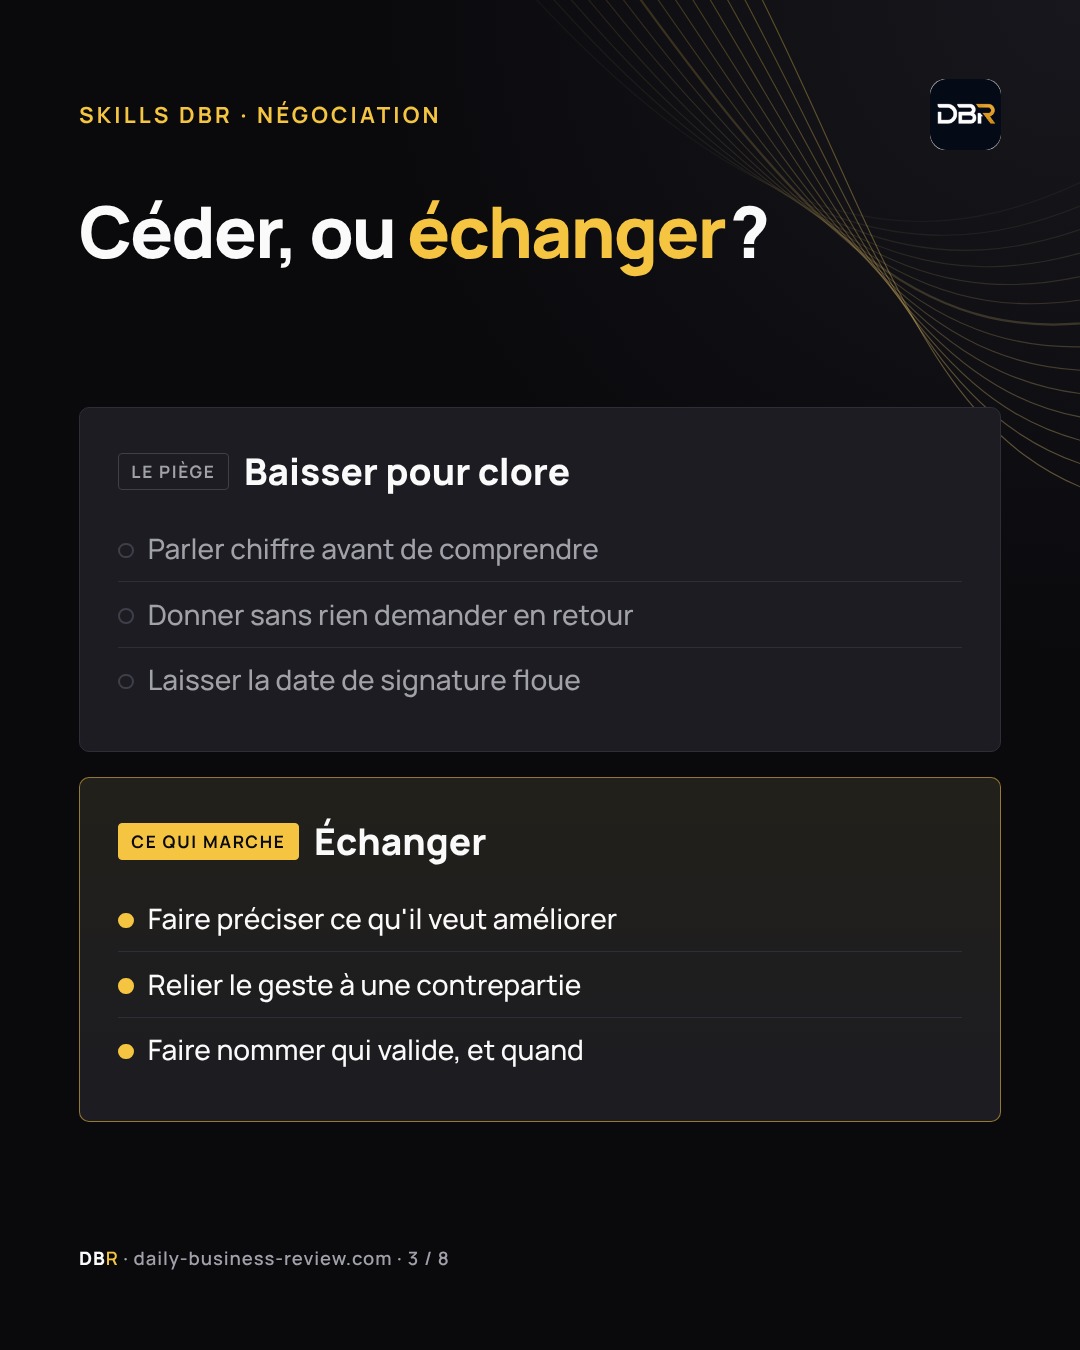 SKILLS DBR · NÉGOCIATION
DBR
Céder, ou échanger ?
LE PIÈGE Baisser pour clore
Parler chiffre avant de comprendre
Donner sans rien demander en retour
Laisser la date de signature floue
CE QUI MARCHE Échanger
Faire préciser ce qu'il veut améliorer
Relier le geste à une contrepartie
Faire nommer qui valide, et quand
DBR · daily-business-review.com · 3 / 8